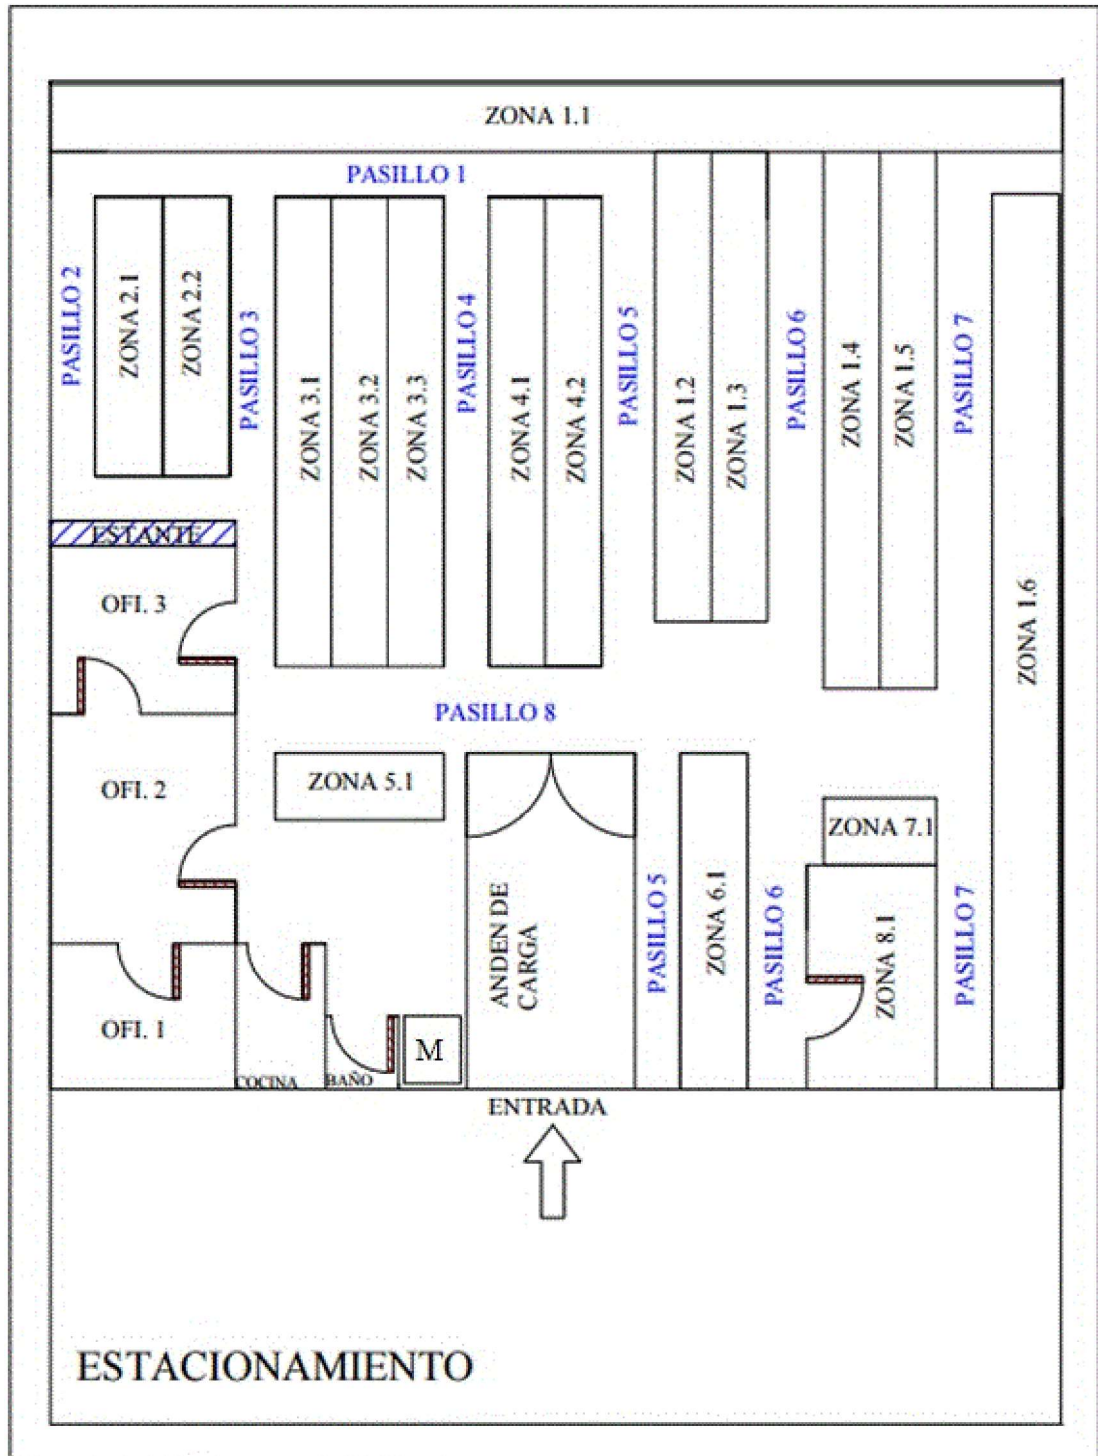 ZONA 1.1
PASILLO 1
PASILLO 2
ZONA 2.1
ZONA 2.2
PASILLO 3
ZONA 3.1
ZONA 3.2
ZONA 3.3
PASILLO 4
ZONA 4.1
ZONA 4.2
PASILLO 5
ZONA 1.2
ZONA 1.3
PASILLO 6
ZONA 1.4
ZONA 1.5
PASILLO 7
ZONA 1.6
ESTANTE
OFI. 3
PASILLO 8
OFI. 2
ZONA 5.1
ANDEN DE
CARGA
PASILLO 5
ZONA 6.1
PASILLO 6
ZONA 7.1
ZONA 8.1
PASILLO 7
OFI. 1
COCINA
BAÑO
M
ENTRADA
ESTACIONAMIENTO